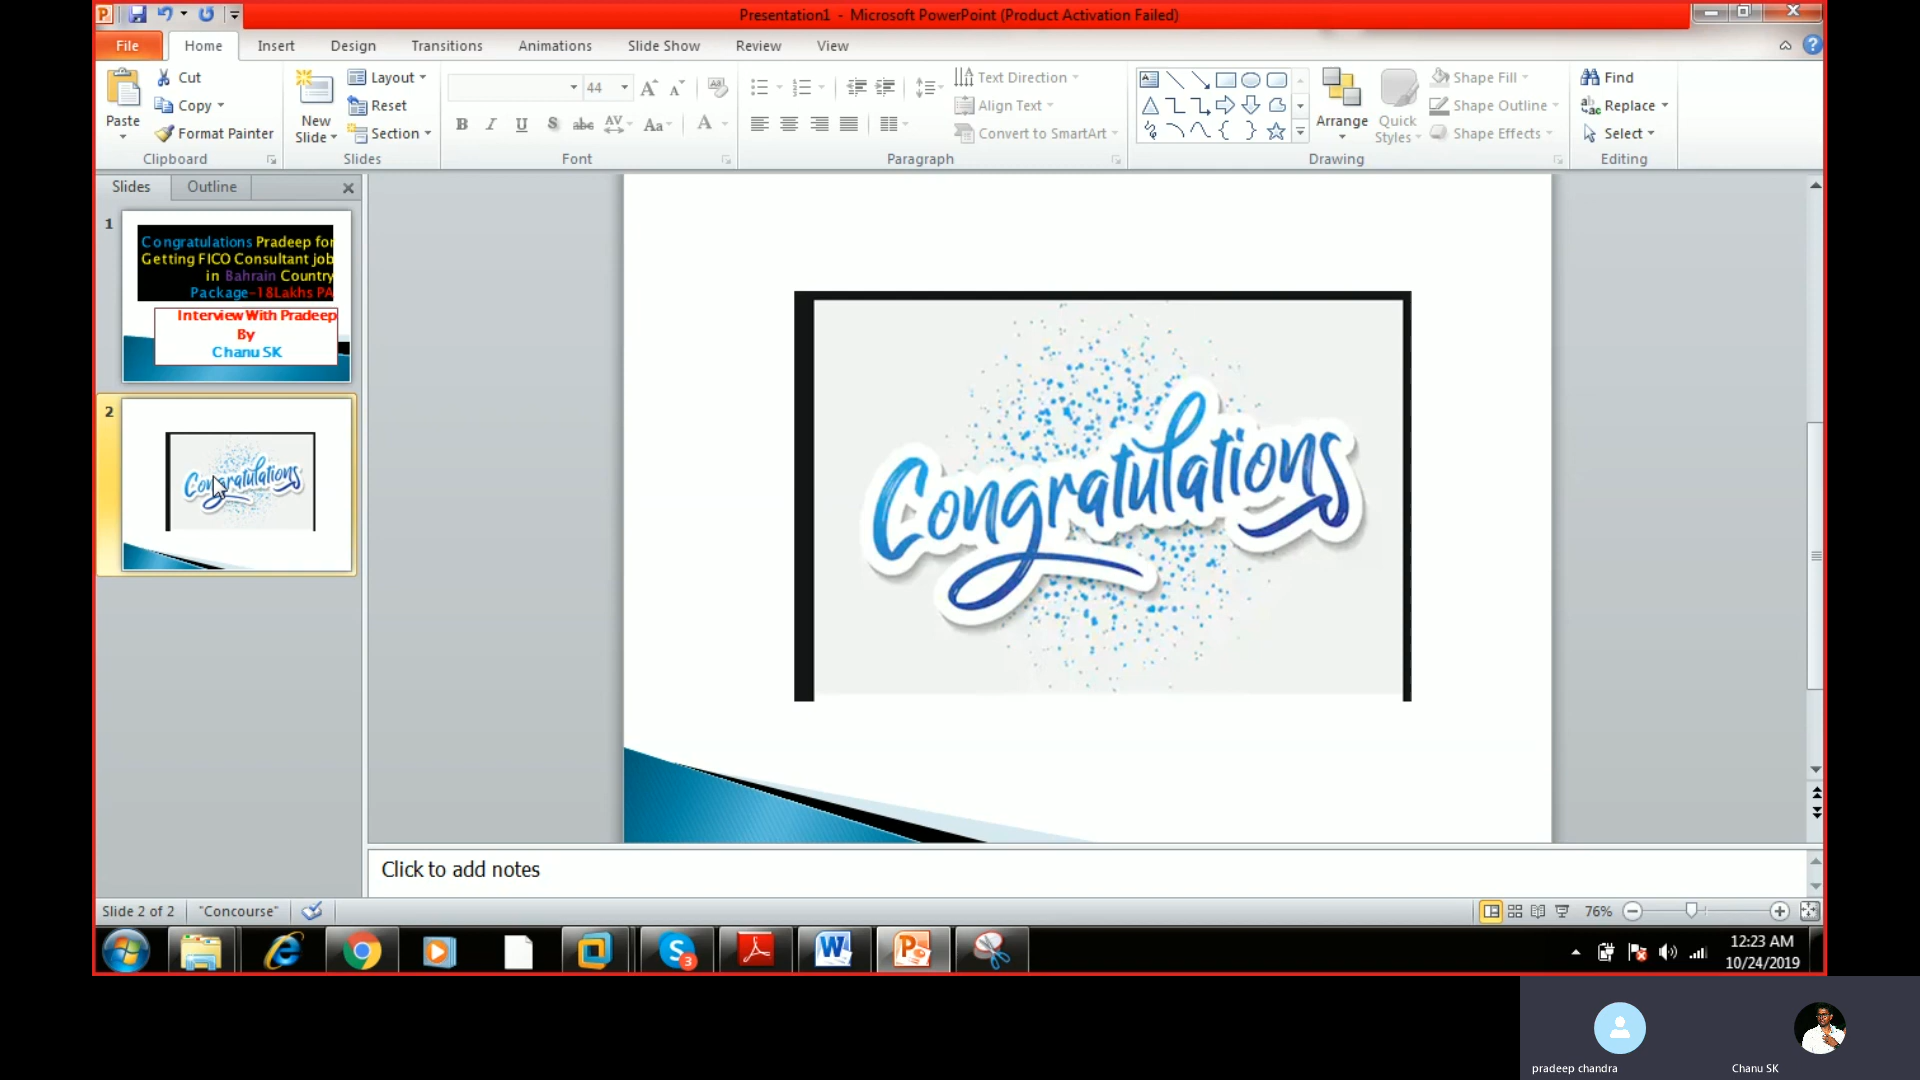 Presentation1 - Microsoft PowerPoint (Product Activation Failed)
File Home Insert Design Transitions Animations Slide Show Review View
Paste
Cut
Copy
Format Painter
Clipboard
New Slide
Layout
Reset
Section
Slides
44
Font
Text Direction
Align Text
Convert to SmartArt
Paragraph
Arrange
Quick Styles
Shape Fill
Shape Outline
Shape Effects
Drawing
Find
Replace
Select
Editing
Slides Outline
1
Congratulations Pradeep for
Getting FICO Consultant job
in Bahrain Country
Package-18Lakhs PA
Interview With Pradeep
By
Chanu SK
2
Congratulations
Congratulations
Click to add notes
Slide 2 of 2 "Concourse" 76%
3
12:23 AM
10/24/2019
pradeep chandra
Chanu SK